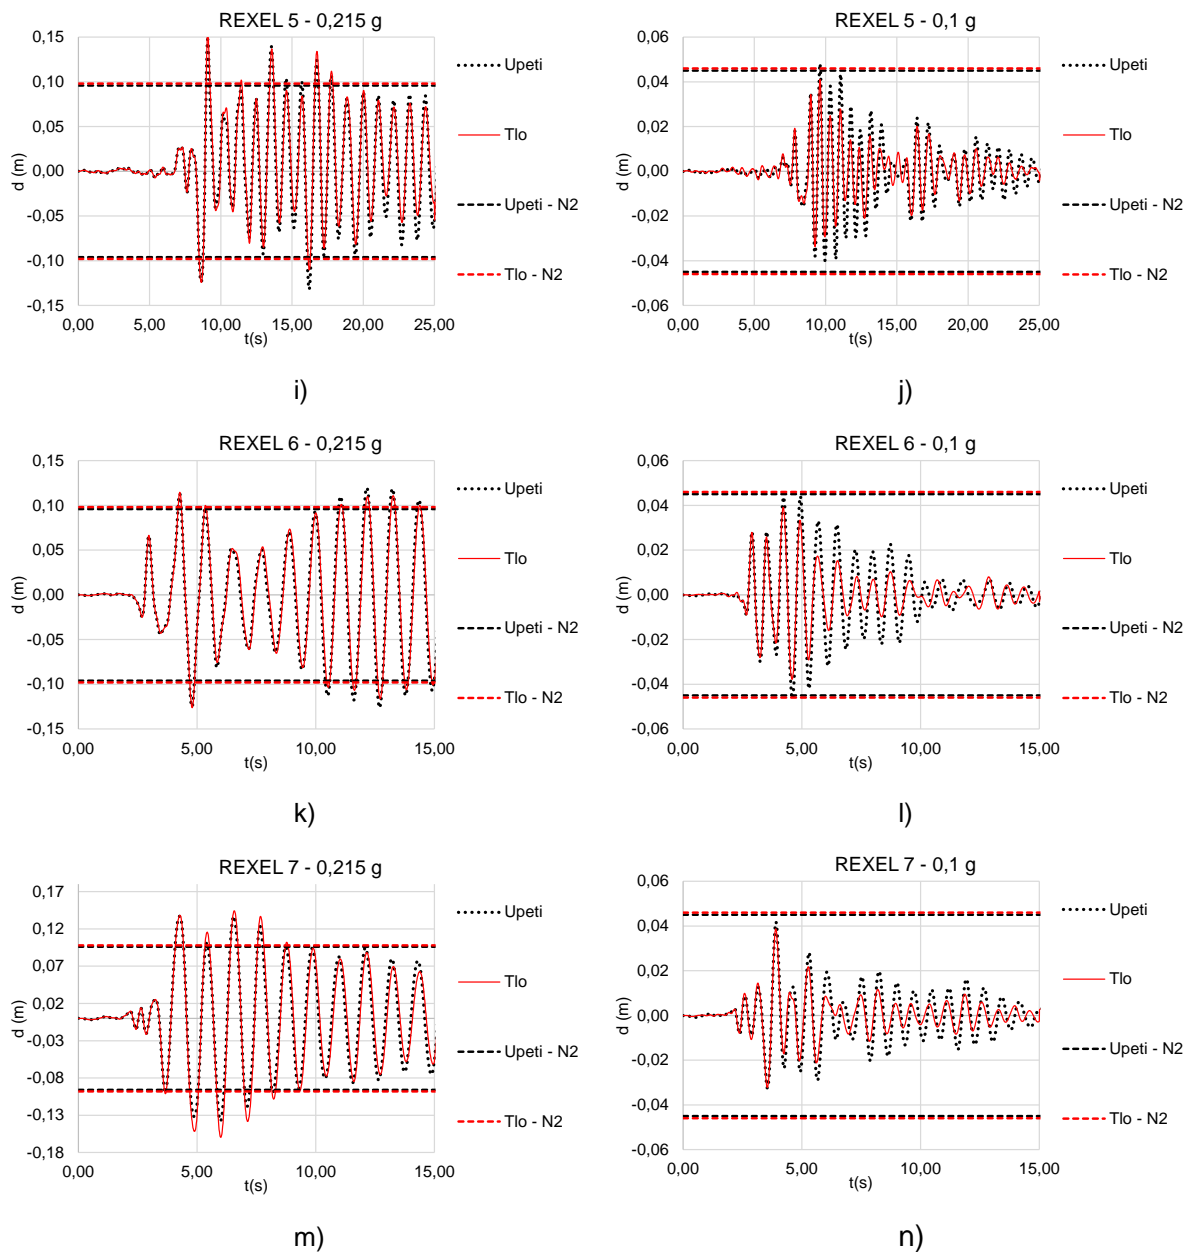 REXEL 5 - 0,215 g
0,15
0,10
0,05
0,00
-0,05
-0,10
-0,15
d (m)
0,00 5,00 10,00 15,00 20,00 25,00
t(s)
Upeti
Tlo
Upeti - N2
Tlo - N2
i)
REXEL 5 - 0,1 g
0,06
0,04
0,02
0,00
-0,02
-0,04
-0,06
d (m)
0,00 5,00 10,00 15,00 20,00 25,00
t(s)
Upeti
Tlo
Upeti - N2
Tlo - N2
j)
REXEL 6 - 0,215 g
0,15
0,10
0,05
0,00
-0,05
-0,10
-0,15
d (m)
0,00 5,00 10,00 15,00
t(s)
Upeti
Tlo
Upeti - N2
Tlo - N2
k)
REXEL 6 - 0,1 g
0,06
0,04
0,02
0,00
-0,02
-0,04
-0,06
d (m)
0,00 5,00 10,00 15,00
t(s)
Upeti
Tlo
Upeti - N2
Tlo - N2
l)
REXEL 7 - 0,215 g
0,17
0,12
0,07
0,02
-0,03
-0,08
-0,13
-0,18
d (m)
0,00 5,00 10,00 15,00
t(s)
Upeti
Tlo
Upeti - N2
Tlo - N2
m)
REXEL 7 - 0,1 g
0,06
0,04
0,02
0,00
-0,02
-0,04
-0,06
d (m)
0,00 5,00 10,00 15,00
t(s)
Upeti
Tlo
Upeti - N2
Tlo - N2
n)